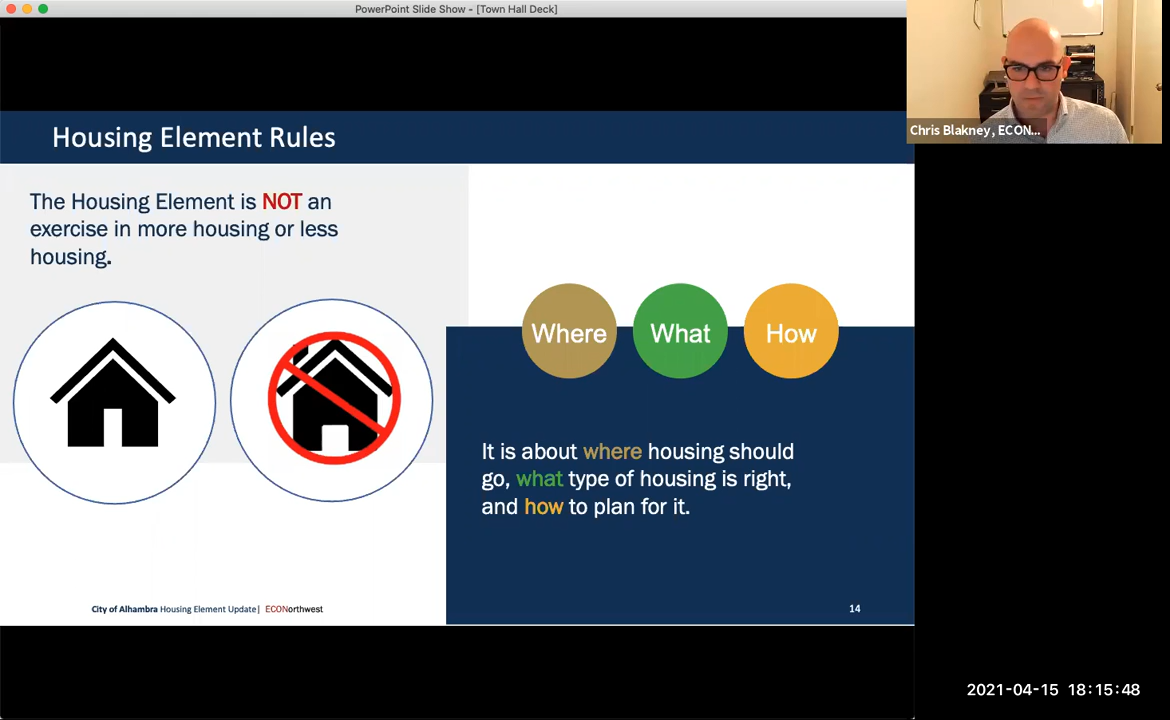 PowerPoint Slide Show - [Town Hall Deck]
Chris Blakney, ECON...
Housing Element Rules
The Housing Element is NOT an
exercise in more housing or less
housing.
Where What How
It is about where housing should
go, what type of housing is right,
and how to plan for it.
City of Alhambra Housing Element Update| ECONorthwest
14
2021-04-15 18:15:48